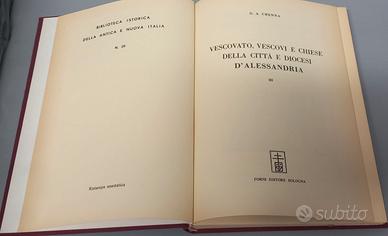 BIBLIOTECA ISTORICA
DELLA ANTICA E NUOVA ITALIA
N. 28
Ristampa anastatica
G. A. CHENNA
VESCOVATO, VESCOVI E CHIESE
DELLA CITTÀ E DIOCESI
D'ALESSANDRIA
III
FORNI EDITORE BOLOGNA
subito